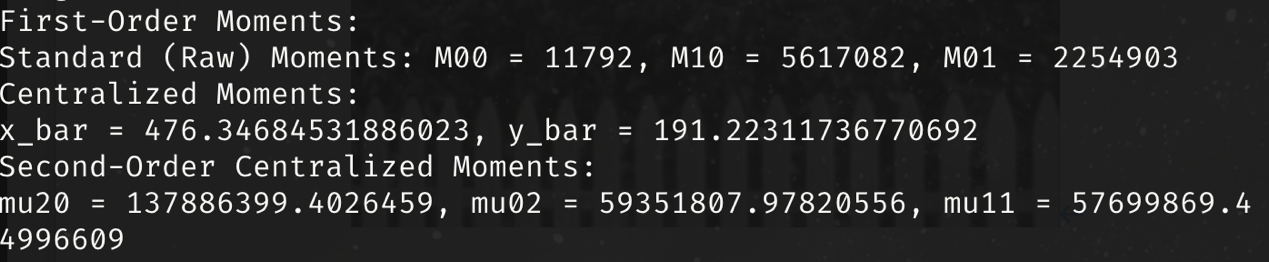 First-Order Moments:
Standard (Raw) Moments: M00 = 11792, M10 = 5617082, M01 = 2254903
Centralized Moments:
x_bar = 476.34684531886023, y_bar = 191.22311736770692
Second-Order Centralized Moments:
mu20 = 137886399.4026459, mu02 = 59351807.97820556, mu11 = 57699869.4
4996609